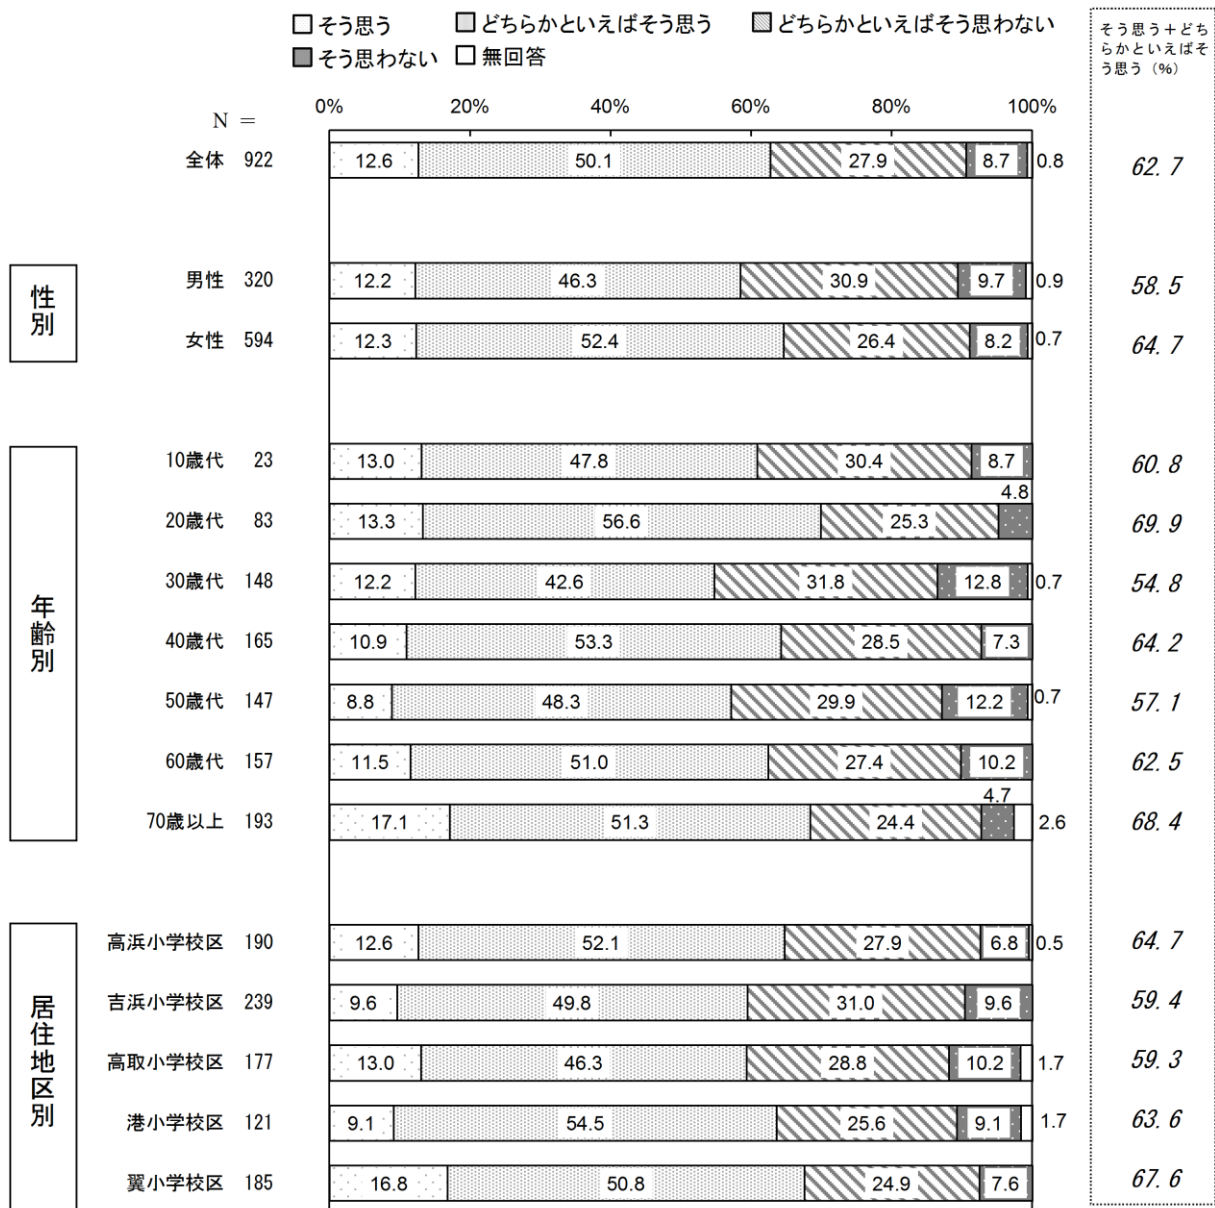 □ そう思う □ どちらかといえばそう思う □ どちらかといえばそう思わない
■ そう思わない □ 無回答
そう思う＋どち
らかといえばそ
う思う（%）
0% 20% 40% 60% 80% 100%
N =
全体 922 12.6 50.1 27.9 8.7 0.8 62.7
性別
男性 320 12.2 46.3 30.9 9.7 0.9 58.5
女性 594 12.3 52.4 26.4 8.2 0.7 64.7
年齢別
10歳代 23 13.0 47.8 30.4 8.7 60.8
20歳代 83 13.3 56.6 25.3 4.8 69.9
30歳代 148 12.2 42.6 31.8 12.8 0.7 54.8
40歳代 165 10.9 53.3 28.5 7.3 64.2
50歳代 147 8.8 48.3 29.9 12.2 0.7 57.1
60歳代 157 11.5 51.0 27.4 10.2 62.5
70歳以上 193 17.1 51.3 24.4 4.7 2.6 68.4
居住地区別
高浜小学校区 190 12.6 52.1 27.9 6.8 0.5 64.7
吉浜小学校区 239 9.6 49.8 31.0 9.6 59.4
高取小学校区 177 13.0 46.3 28.8 10.2 1.7 59.3
港小学校区 121 9.1 54.5 25.6 9.1 1.7 63.6
翼小学校区 185 16.8 50.8 24.9 7.6 67.6